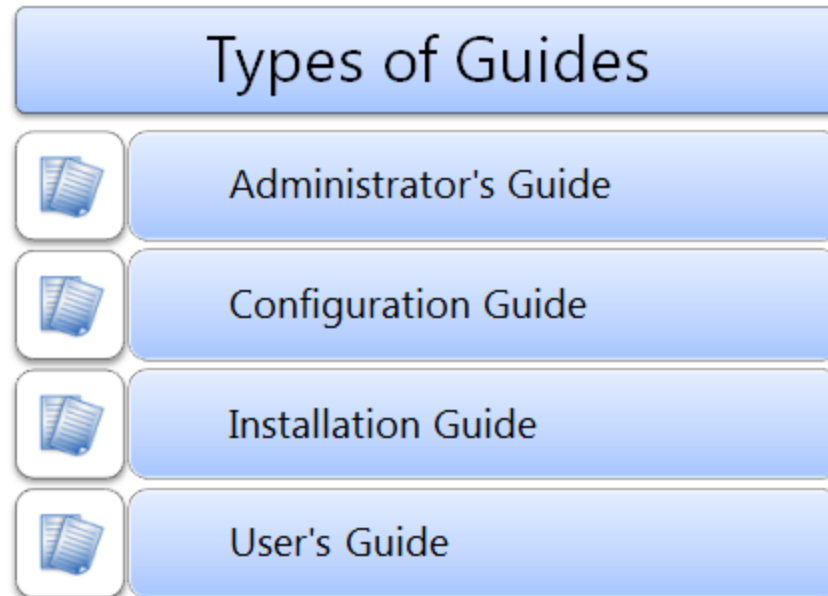 Types of Guides
Administrator's Guide
Configuration Guide
Installation Guide
User's Guide